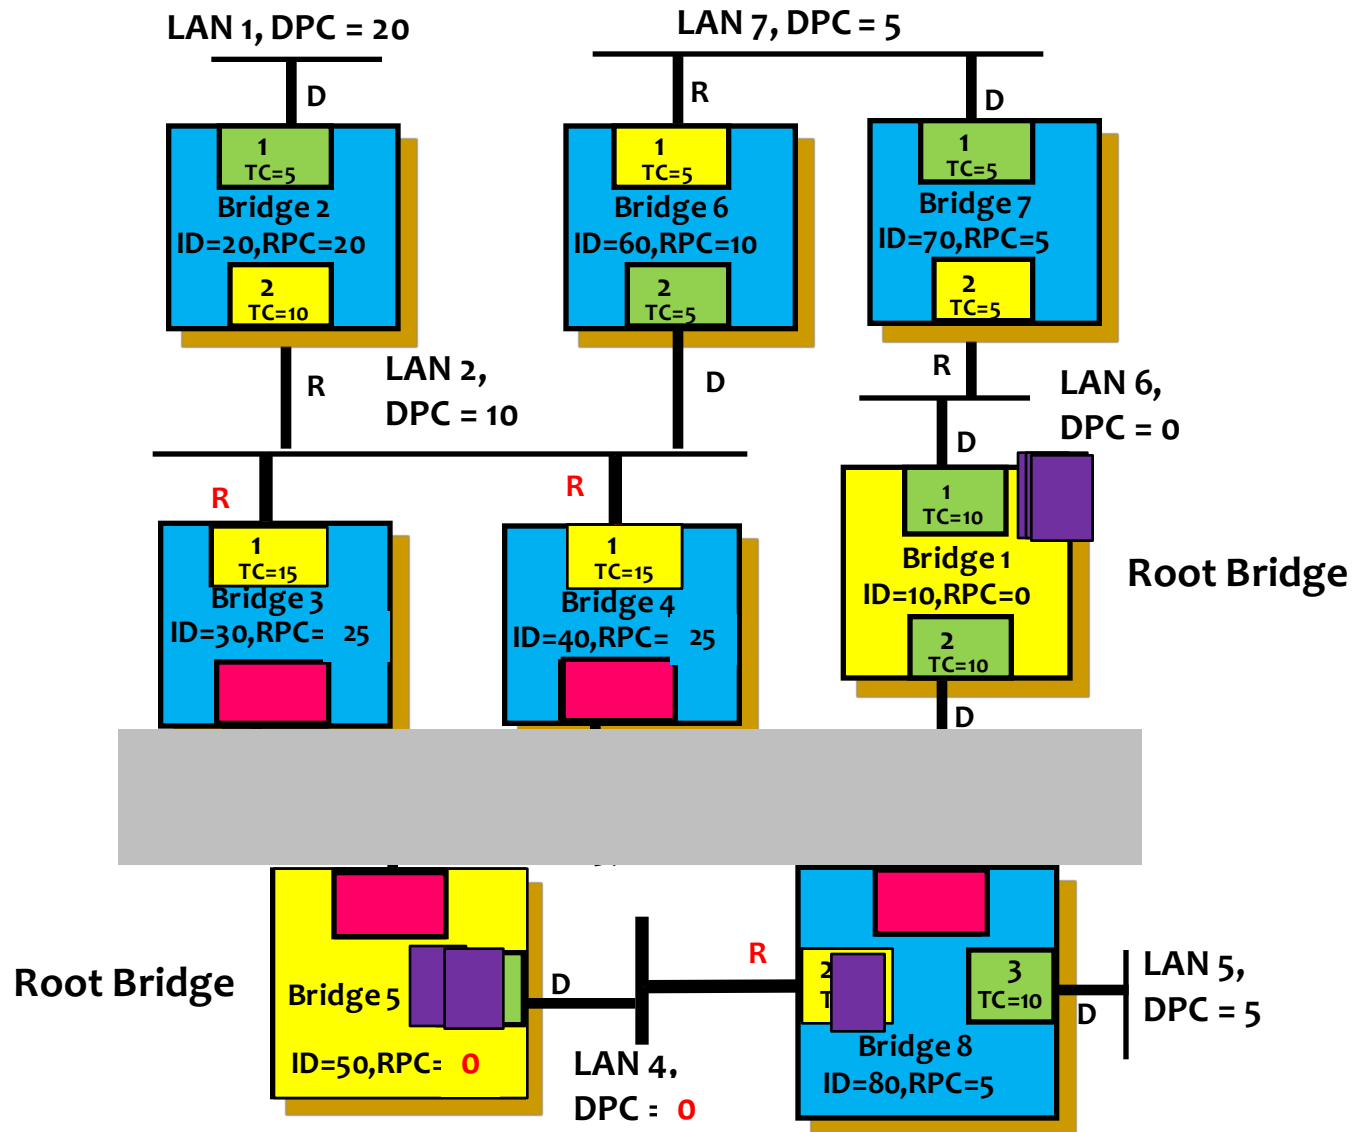 LAN 1, DPC = 20
LAN 7, DPC = 5
D
R
D
1
TC=5
Bridge 2
ID=20,RPC=20
2
TC=10
1
TC=5
Bridge 6
ID=60,RPC=10
2
TC=5
1
TC=5
Bridge 7
ID=70,RPC=5
2
TC=5
R
LAN 2,
DPC = 10
D
R
LAN 6,
DPC = 0
D
R
R
1
TC=15
Bridge 3
ID=30,RPC= 25
1
TC=15
Bridge 4
ID=40,RPC= 25
1
TC=10
Bridge 1
ID=10,RPC=0
2
TC=10
Root Bridge
D
Root Bridge
Bridge 5
ID=50,RPC= 0
D
LAN 4,
DPC = 0
R
2
3
TC=10
Bridge 8
ID=80,RPC=5
D
LAN 5,
DPC = 5